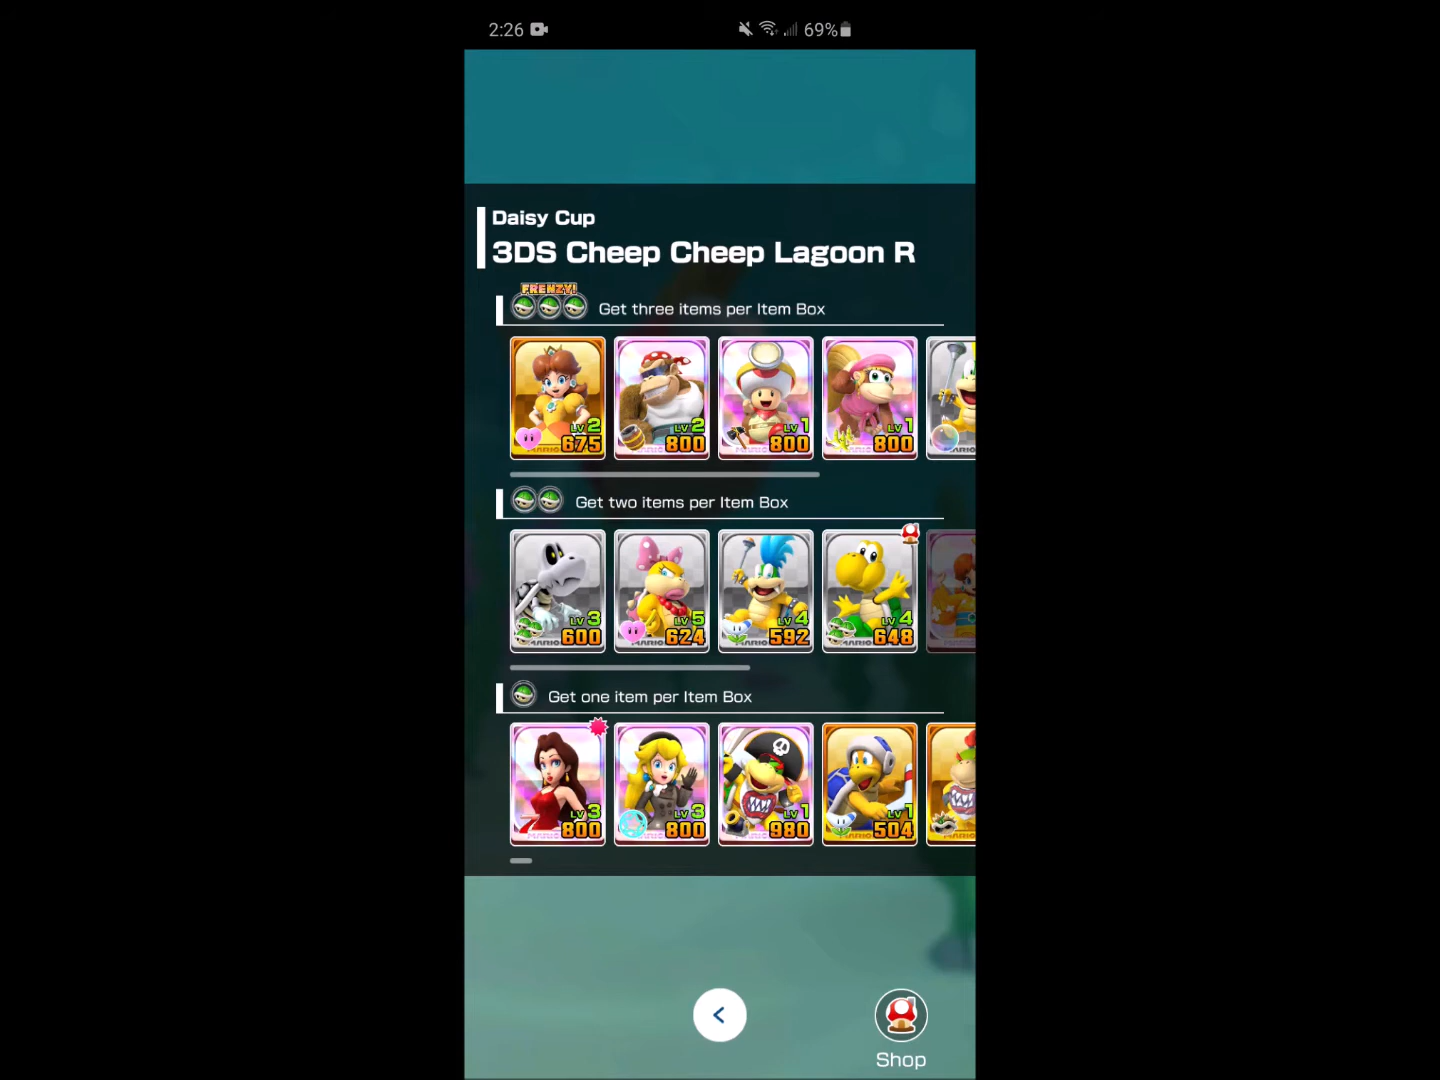 2:26
69%
Daisy Cup
3DS Cheep Cheep Lagoon R
FRENZY!
Get three items per Item Box
LV 2 LV 2 LV 1 LV 1
675 800 800 800
Get two items per Item Box
LV 3 LV 5 LV 4 LV 4
600 624 592 648
Get one item per Item Box
LV 3 LV 3 LV 1 LV 1
800 800 980 504
<
Shop